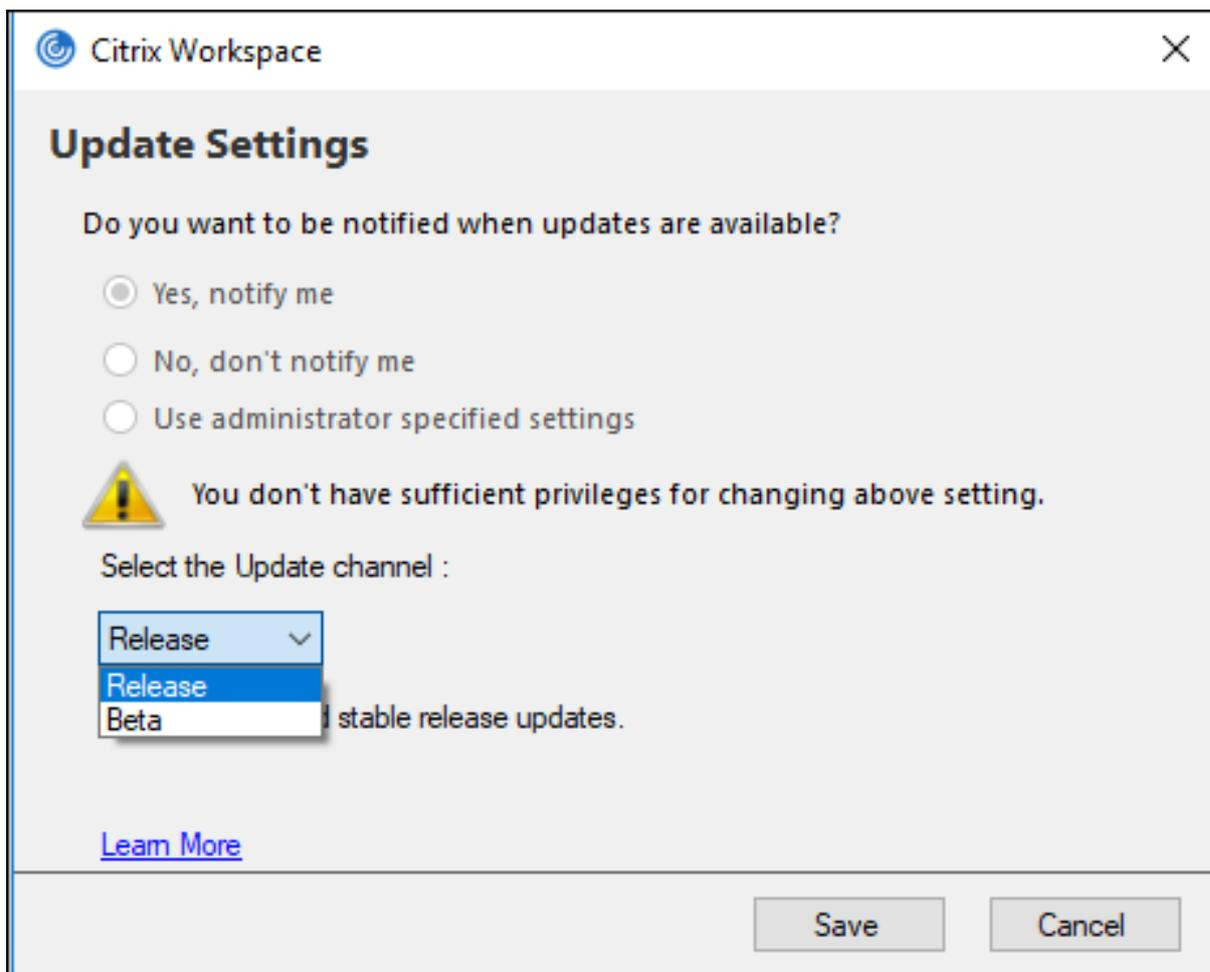 Citrix Workspace
Update Settings
Do you want to be notified when updates are available?
Yes, notify me
No, don't notify me
Use administrator specified settings
You don't have sufficient privileges for changing above setting.
Select the Update channel :
Release
Release
Beta
stable release updates.
Learn More
Save
Cancel